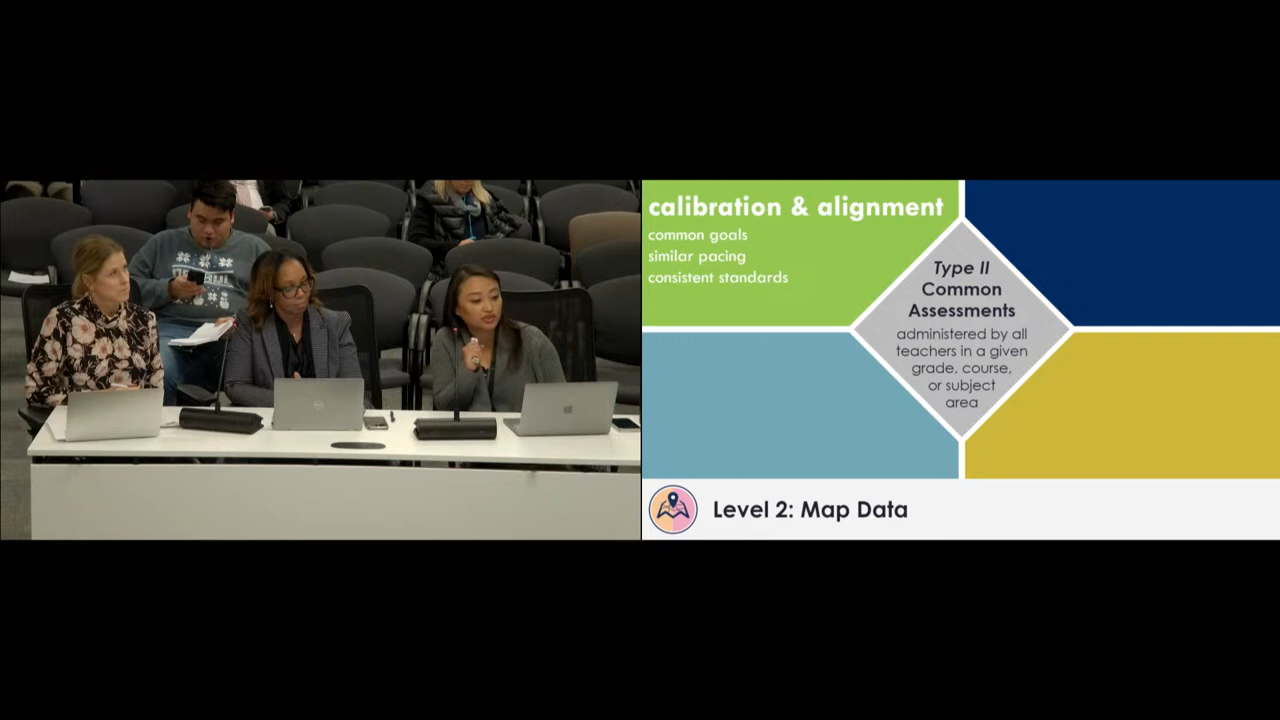 calibration & alignment
common goals
similar pacing
consistent standards
Type II
Common
Assessments
administered by all
teachers in a given
grade, course,
or subject
area
Level 2: Map Data